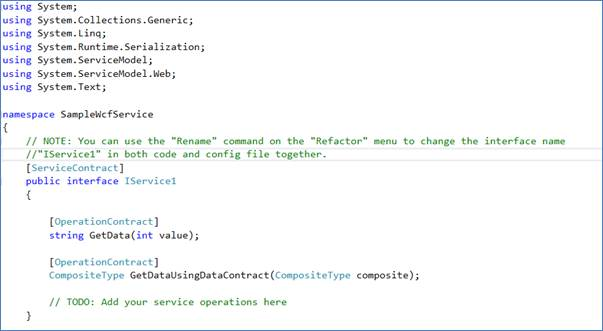 using System;
using System.Collections.Generic;
using System.Linq;
using System.Runtime.Serialization;
using System.ServiceModel;
using System.ServiceModel.Web;
using System.Text;
namespace SampleWcfService
{
// NOTE: You can use the "Rename" command on the "Refactor" menu to change the interface name
//"IService1" in both code and config file together.
[ServiceContract]
public interface IService1
{
[OperationContract]
string GetData(int value);
[OperationContract]
CompositeType GetDataUsingDataContract(CompositeType composite);
// TODO: Add your service operations here
}